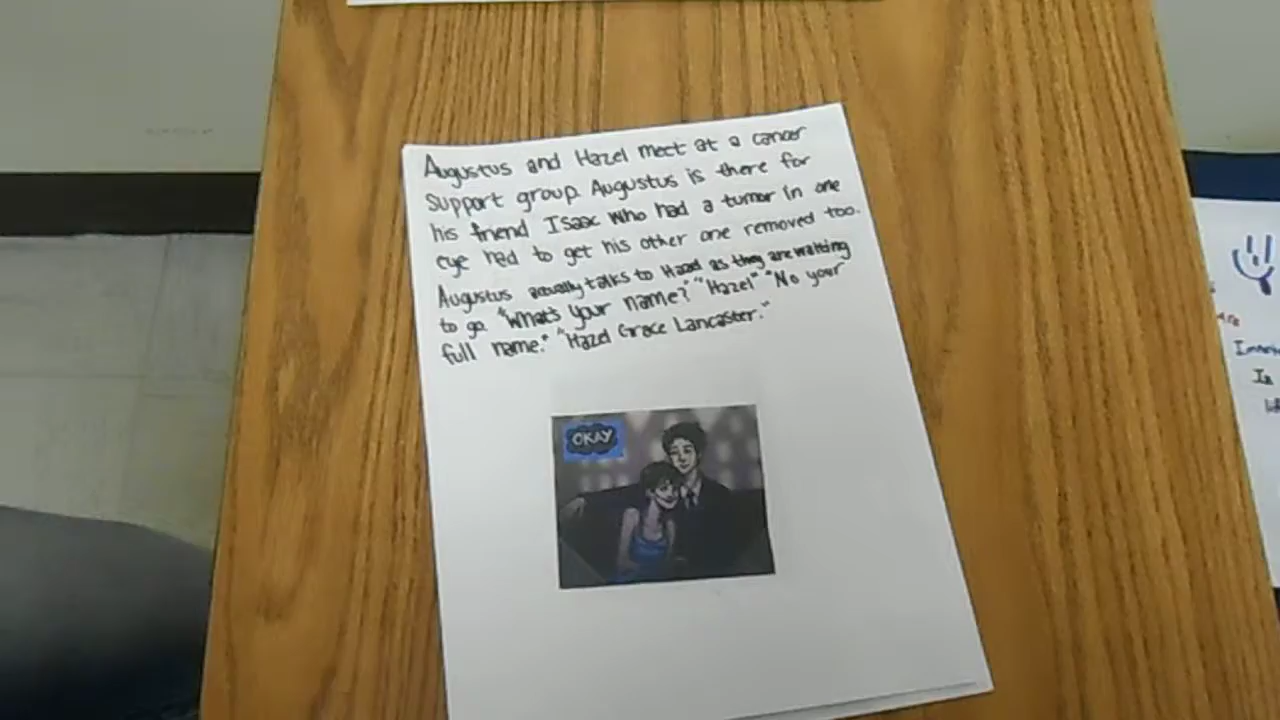 Augustus and Hazel meet at a cancer
support group. Augustus is there for
his friend Isaac who had a tumor in one
eye had to get his other one removed too.
Augustus actually talks to Hazel as they are waiting
to go. "What's your name?" "Hazel" "No your
full name." "Hazel Grace Lancaster."
OKAY